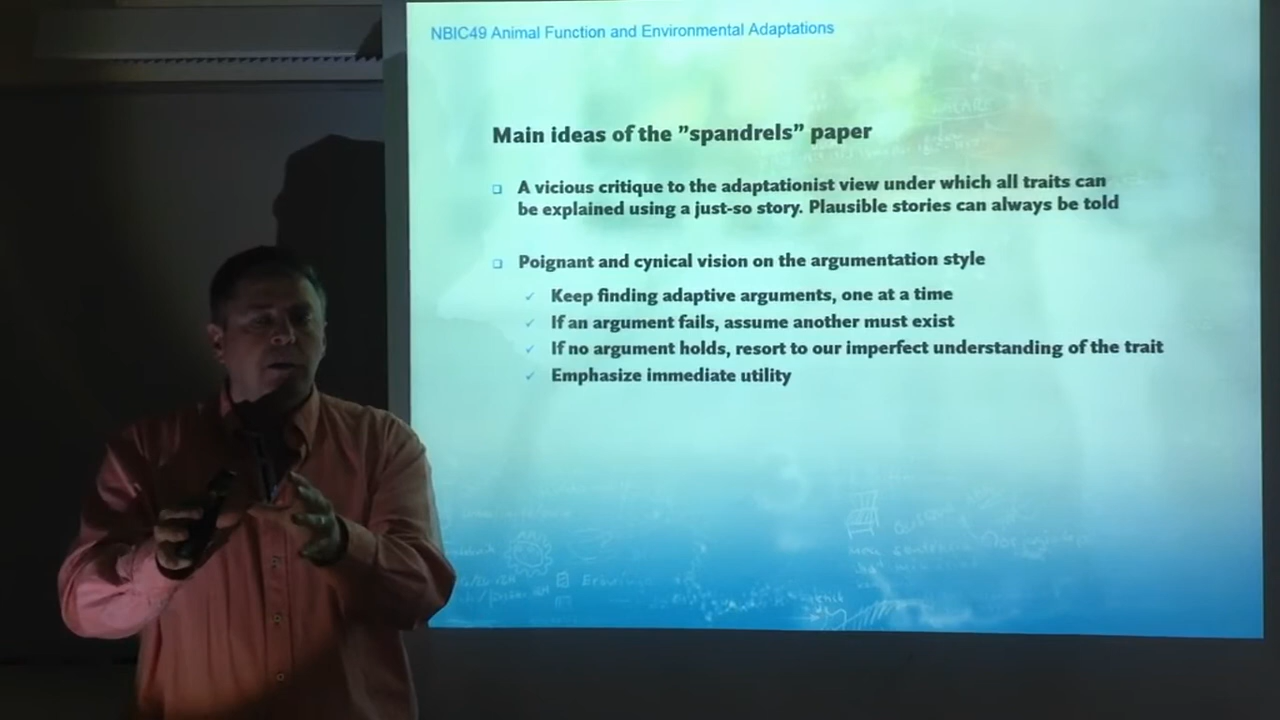 NBIC49 Animal Function and Environmental Adaptations
Main ideas of the ”spandrels” paper
A vicious critique to the adaptationist view under which all traits can
be explained using a just-so story. Plausible stories can always be told
Poignant and cynical vision on the argumentation style
Keep finding adaptive arguments, one at a time
If an argument fails, assume another must exist
If no argument holds, resort to our imperfect understanding of the trait
Emphasize immediate utility